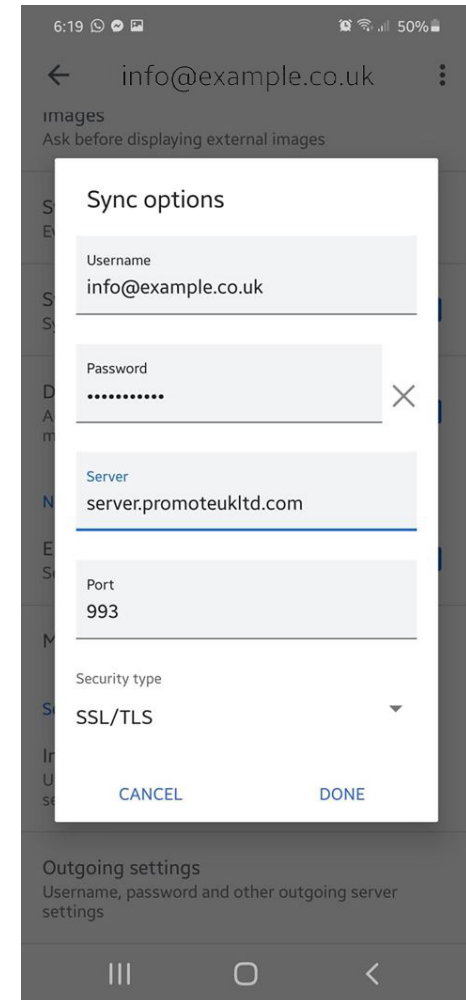 6:19 50%
info@example.co.uk
Images
Ask before displaying external images
Sync options
Username
info@example.co.uk
Password
•••••••••••
Server
server.promoteukltd.com
Port
993
Security type
SSL/TLS
CANCEL DONE
Outgoing settings
Username, password and other outgoing server
settings